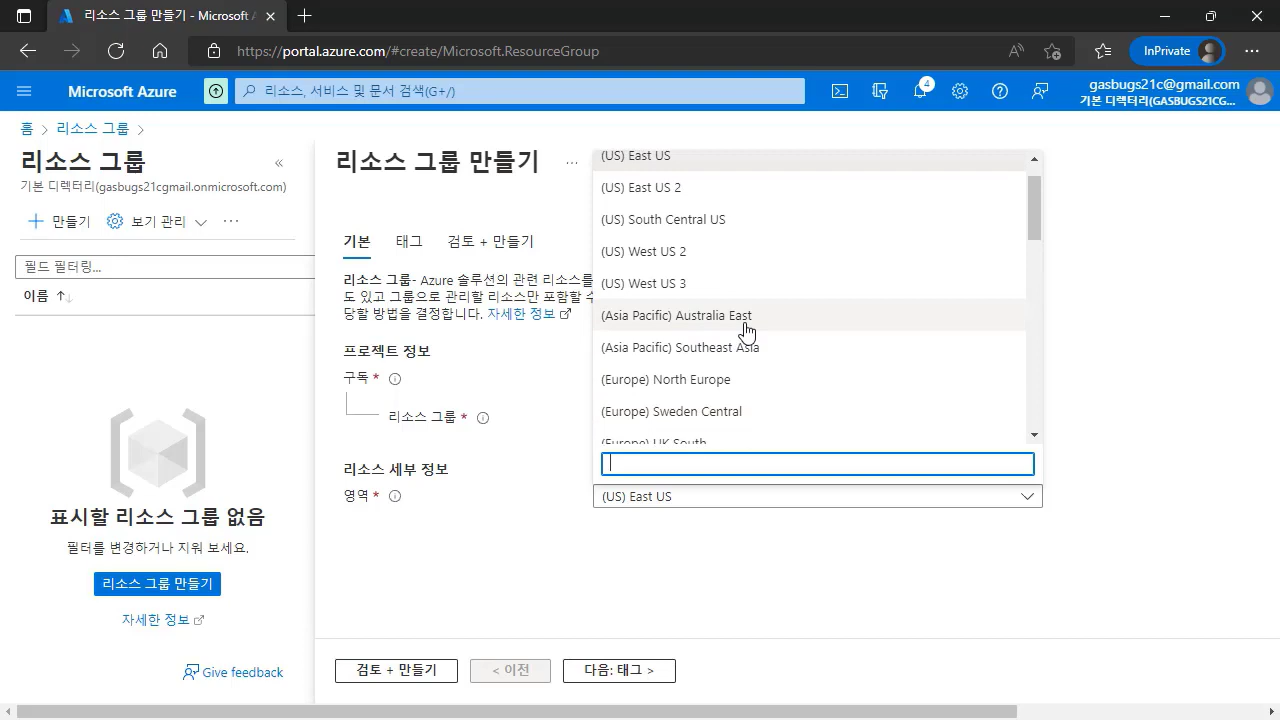 리소스 그룹 만들기 - Microsoft A
https://portal.azure.com/#create/Microsoft.ResourceGroup
InPrivate
Microsoft Azure
리소스, 서비스 및 문서 검색(G+/)
4
gasbugs21c@gmail.com
기본 디렉터리(GASBUGS21CG...
홈 > 리소스 그룹 >
리소스 그룹
기본 디렉터리(gasbugs21cgmail.onmicrosoft.com)
만들기
보기 관리
...
필드 필터링...
이름
표시할 리소스 그룹 없음
필터를 변경하거나 지워 보세요.
리소스 그룹 만들기
자세한 정보
Give feedback
리소스 그룹 만들기 ...
기본
태그
검토 + 만들기
리소스 그룹- Azure 솔루션의 관련 리소스를
도 있고 그룹으로 관리할 리소스만 포함할 수
당할 방법을 결정합니다. 자세한 정보
프로젝트 정보
구독 *
리소스 그룹 *
리소스 세부 정보
영역 *
(US) East US
(US) East US 2
(US) South Central US
(US) West US 2
(US) West US 3
(Asia Pacific) Australia East
(Asia Pacific) Southeast Asia
(Europe) North Europe
(Europe) Sweden Central
(Europe) UK South
(US) East US
검토 + 만들기
< 이전
다음: 태그 >